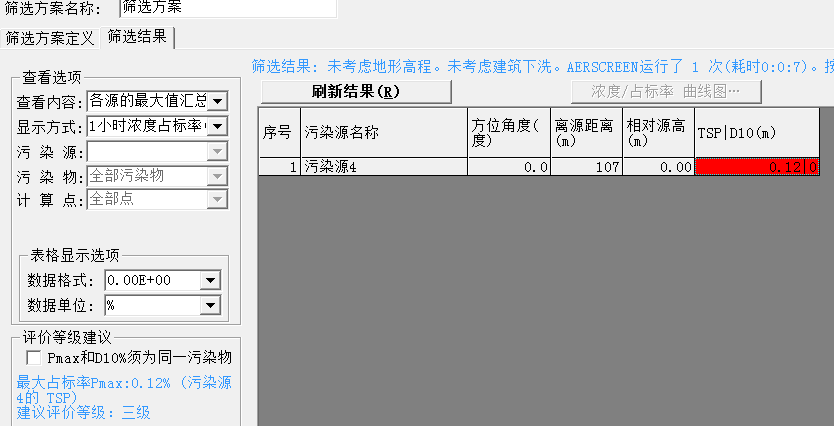 筛选方案名称: 筛选方案
筛选方案定义 筛选结果
筛选结果: 未考虑地形高程。未考虑建筑下洗。AERSCREEN运行了 1 次(耗时0:0:7)。按
查看选项
查看内容: 各源的最大值汇总
显示方式: 1小时浓度占标率(
污 染 源:
污 染 物: 全部污染物
计 算 点: 全部点
刷新结果(R) 浓度/占标率 曲线图…
序号 污染源名称 方位角度(度) 离源距离(m) 相对源高(m) TSP|D10(m)
1 污染源4 0.0 107 0.00 0.12|0
表格显示选项
数据格式: 0.00E+00
数据单位: %
评价等级建议
Pmax和D10%须为同一污染物
最大占标率Pmax:0.12% (污染源
4的 TSP)
建议评价等级: 三级